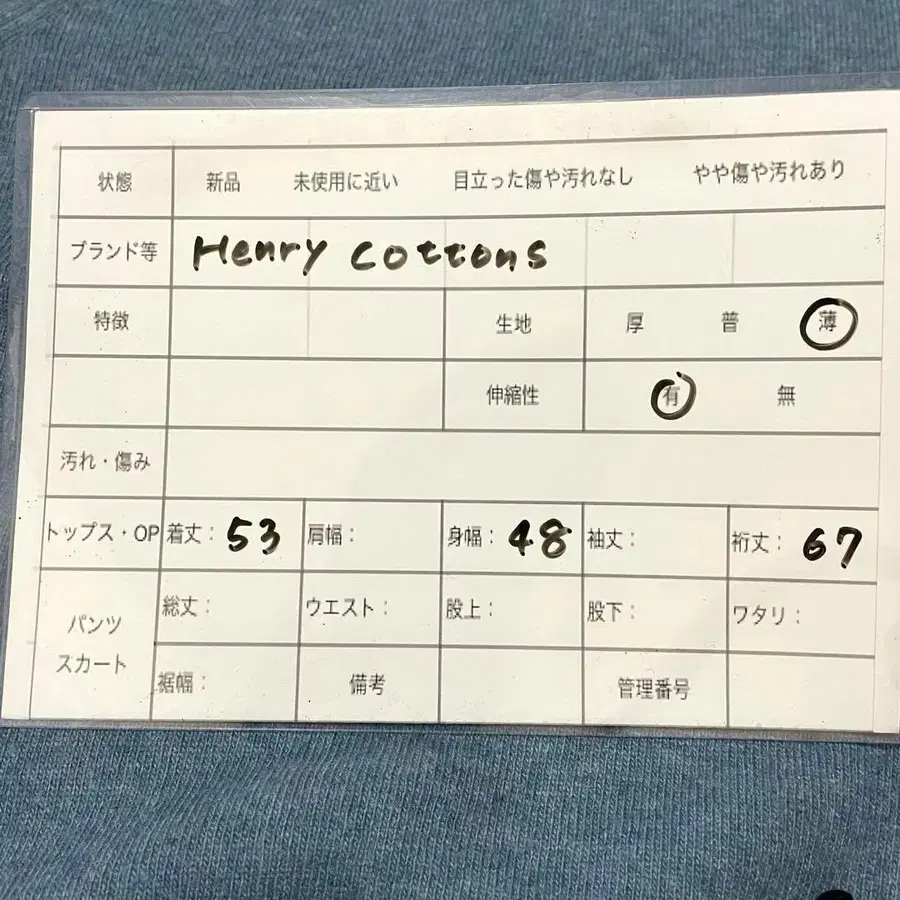 状態 新品 未使用に近い 目立った傷や汚れなし やや傷や汚れあり
ブランド等 Henry cottons
特徴 生地 厚 普 薄
伸縮性 有 無
汚れ・傷み
トップス・OP 着丈： 53 肩幅： 身幅： 48 袖丈： 裄丈： 67
パンツ スカート 総丈： ウエスト： 股上： 股下： ワタリ：
裾幅： 備考 管理番号